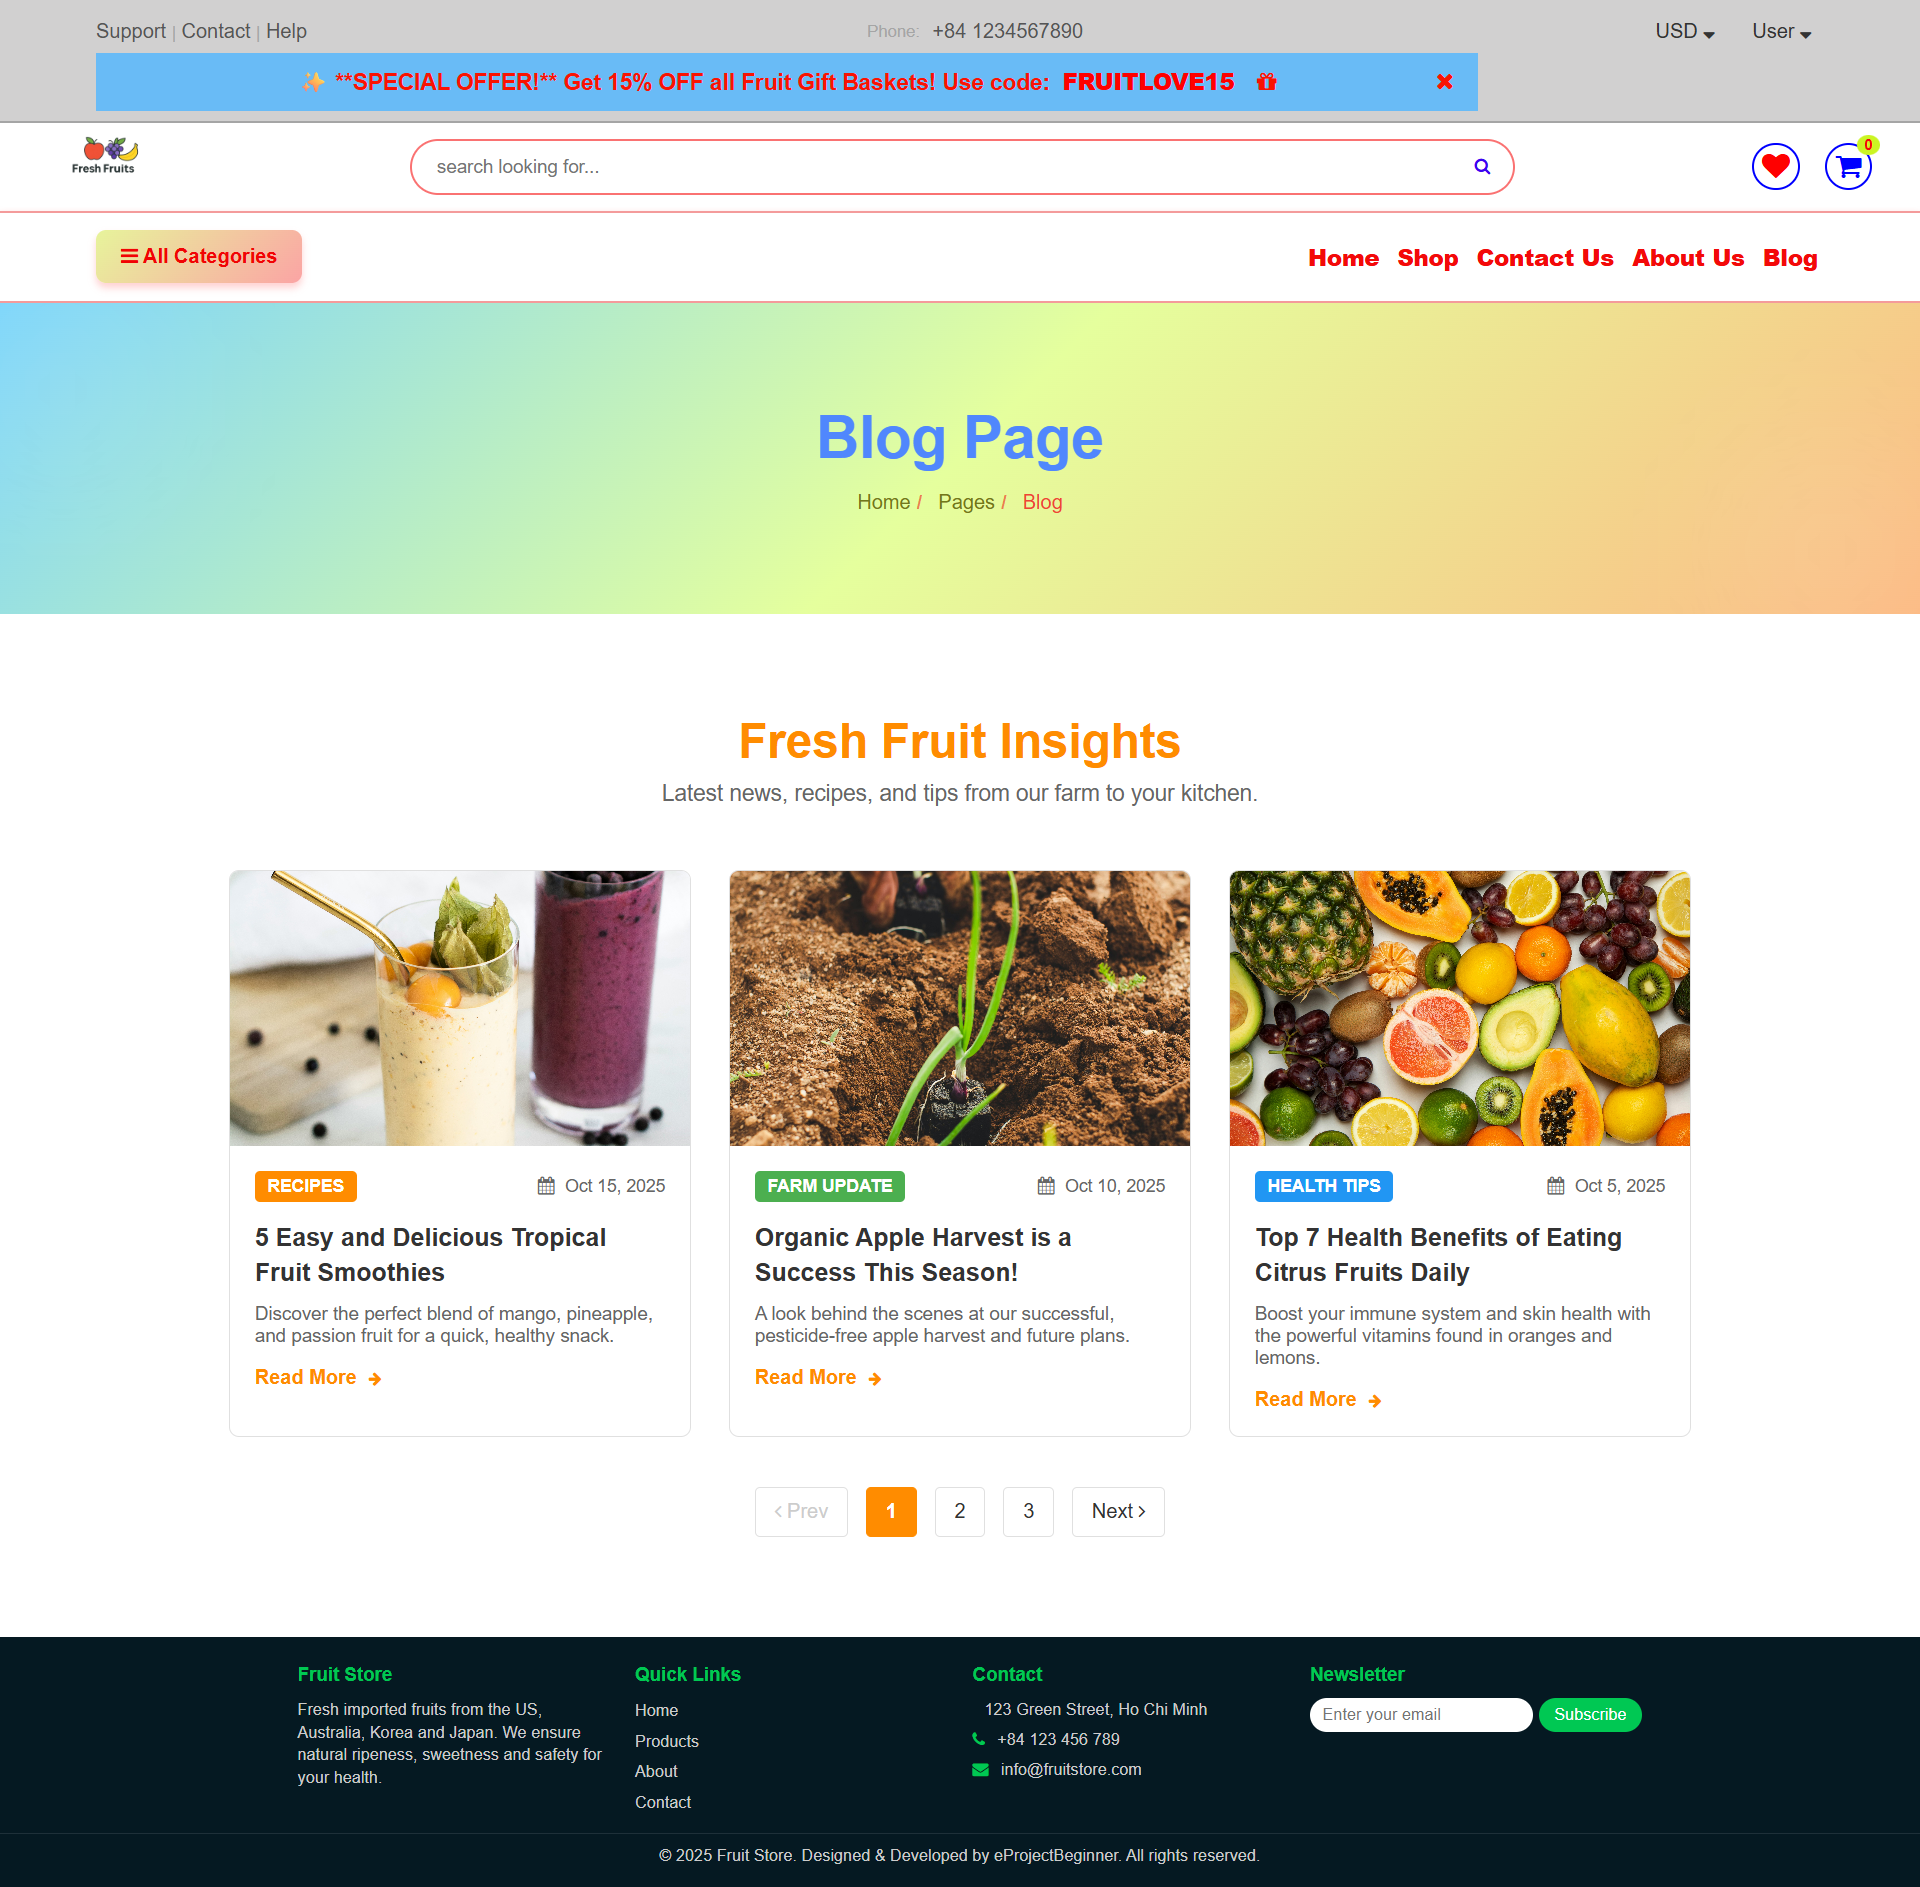 Support | Contact | Help
Phone: +84 1234567890
USD
User
✨ **SPECIAL OFFER!** Get 15% OFF all Fruit Gift Baskets! Use code: FRUITLOVE15
Fresh Fruits
search looking for...
0
All Categories
Home Shop Contact Us About Us Blog
Blog Page
Home / Pages / Blog
Fresh Fruit Insights
Latest news, recipes, and tips from our farm to your kitchen.
RECIPES
Oct 15, 2025
5 Easy and Delicious Tropical
Fruit Smoothies
Discover the perfect blend of mango, pineapple,
and passion fruit for a quick, healthy snack.
Read More
FARM UPDATE
Oct 10, 2025
Organic Apple Harvest is a
Success This Season!
A look behind the scenes at our successful,
pesticide-free apple harvest and future plans.
Read More
HEALTH TIPS
Oct 5, 2025
Top 7 Health Benefits of Eating
Citrus Fruits Daily
Boost your immune system and skin health with
the powerful vitamins found in oranges and
lemons.
Read More
‹ Prev 1 2 3 Next ›
Fruit Store
Fresh imported fruits from the US,
Australia, Korea and Japan. We ensure
natural ripeness, sweetness and safety for
your health.
Quick Links
Home
Products
About
Contact
Contact
123 Green Street, Ho Chi Minh
+84 123 456 789
info@fruitstore.com
Newsletter
Enter your email
Subscribe
© 2025 Fruit Store. Designed & Developed by eProjectBeginner. All rights reserved.